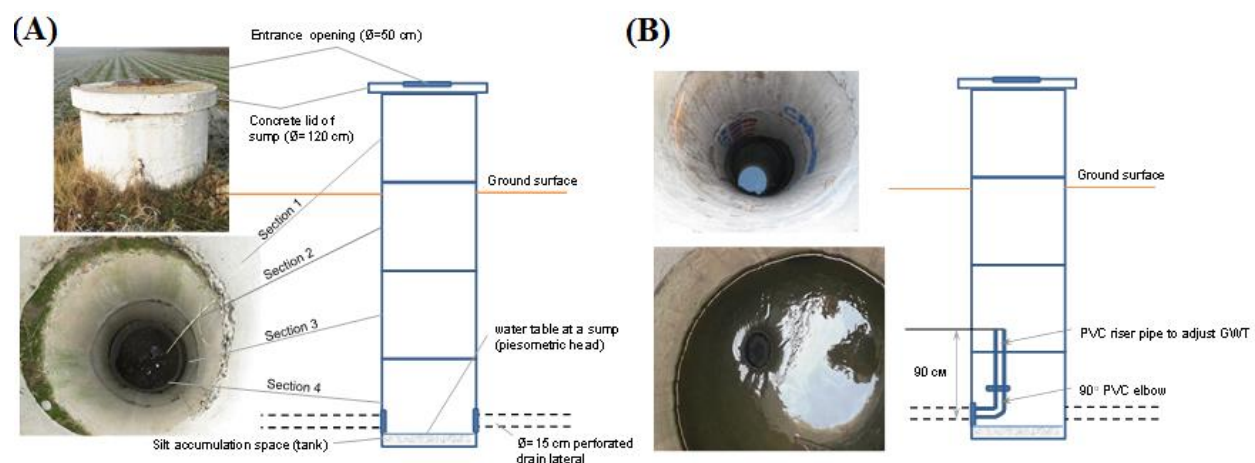 (A)
Entrance opening (Ø=50 cm)
Concrete lid of
sump (Ø= 120 cm)
Ground surface
Section 1
Section 2
Section 3
Section 4
water table at a sump
(piesometric head)
Silt accumulation space (tank)
Ø= 15 cm perforated
drain lateral
(B)
Ground surface
PVC riser pipe to adjust GWT
90 см
90° PVC elbow